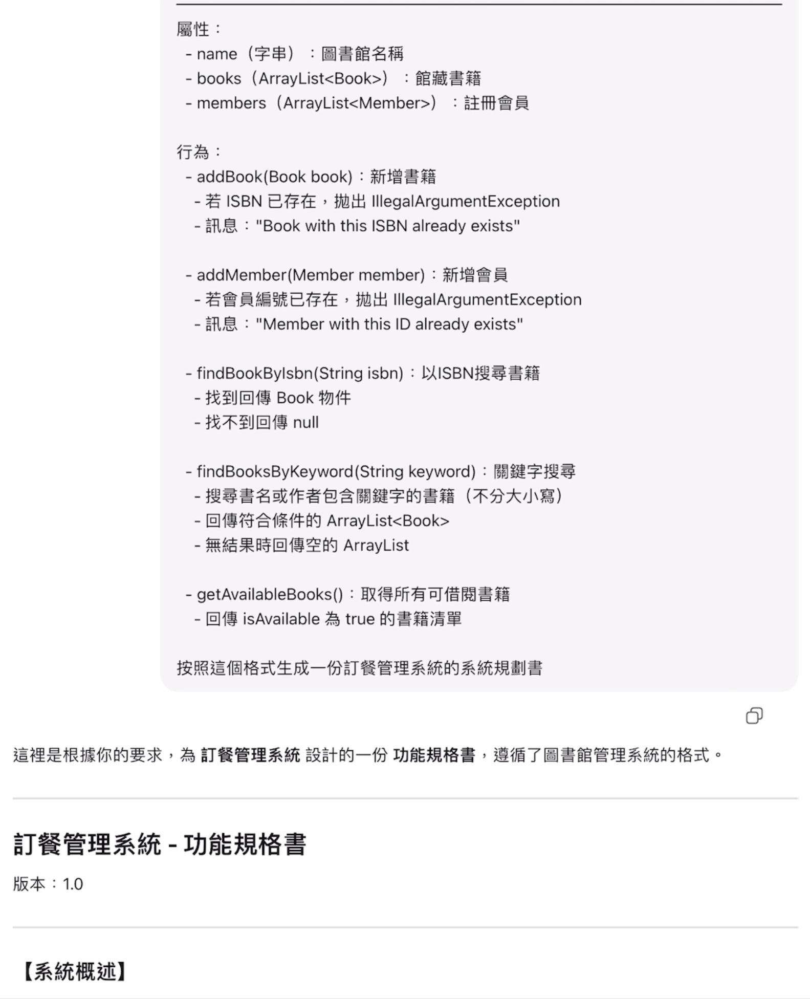 屬性：
- name（字串）：圖書館名稱
- books（ArrayList<Book>）：館藏書籍
- members（ArrayList<Member>）：註冊會員
行為：
- addBook(Book book)：新增書籍
- 若 ISBN 已存在，拋出 IllegalArgumentException
- 訊息："Book with this ISBN already exists"
- addMember(Member member)：新增會員
- 若會員編號已存在，拋出 IllegalArgumentException
- 訊息："Member with this ID already exists"
- findBookByIsbn(String isbn)：以ISBN搜尋書籍
- 找到回傳 Book 物件
- 找不到回傳 null
- findBooksByKeyword(String keyword)：關鍵字搜尋
- 搜尋書名或作者包含關鍵字的書籍（不分大小寫）
- 回傳符合條件的 ArrayList<Book>
- 無結果時回傳空的 ArrayList
- getAvailableBooks()：取得所有可借閱書籍
- 回傳 isAvailable 為 true 的書籍清單
按照這個格式生成一份訂餐管理系統的系統規劃書
這裡是根據你的要求，為 訂餐管理系統 設計的一份 功能規格書，遵循了圖書館管理系統的格式。
訂餐管理系統 - 功能規格書
版本：1.0
【系統概述】